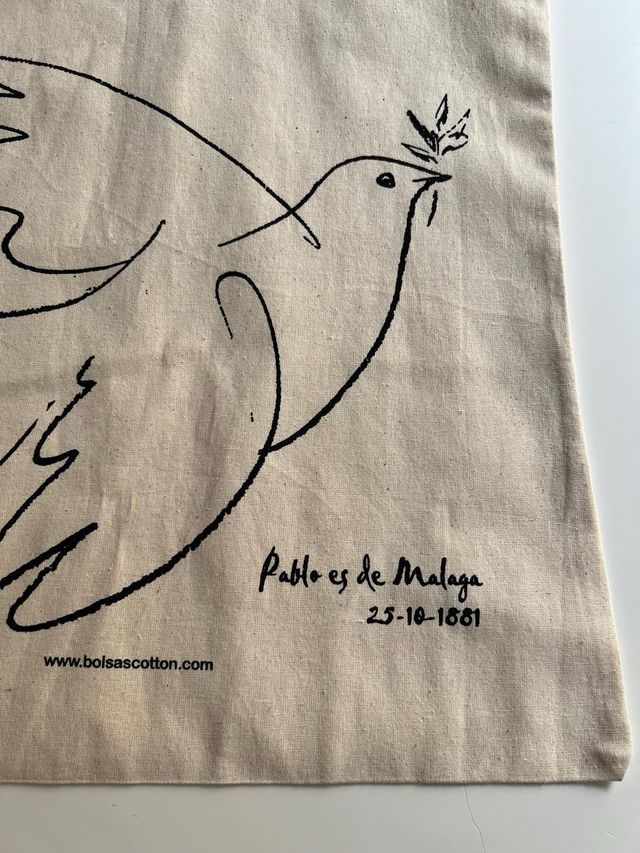 Pablo es de Malaga
25-10-1881
www.bolsascotton.com